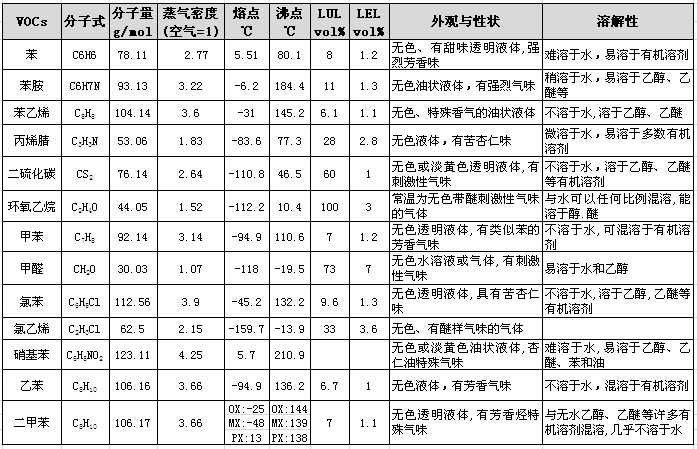 VOCs 分子式 分子量 g/mol 蒸气密度 (空气=1) 熔点 ℃ 沸点 ℃ LUL vol% LEL vol% 外观与性状 溶解性
苯 C6H6 78.11 2.77 5.51 80.1 8 1.2 无色、有甜味透明液体,强烈芳香味 难溶于水，易溶于有机溶剂
苯胺 C6H7N 93.13 3.22 -6.2 184.4 11 1.3 无色油状液体，有强烈气味 稍溶于水，易溶于乙醇、乙醚等
苯乙烯 C₈H₈ 104.14 3.6 -31 145.2 6.1 1.1 无色、特殊香气的油状液体 不溶于水,溶于乙醇、乙醚
丙烯腈 C₃H₃N 53.06 1.83 -83.6 77.3 28 2.8 无色液体，有苦杏仁味 微溶于水，易溶于多数有机溶剂
二硫化碳 CS₂ 76.14 2.64 -110.8 46.5 60 1 无色或淡黄色透明液体,有刺激性气味 不溶于水,溶于乙醇、乙醚等有机溶剂
环氧乙烷 C₂H₄O 44.05 1.52 -112.2 10.4 100 3 常温为无色带醚刺激性气味的气体 与水可以任何比例混溶,能溶于醇.醚
甲苯 C₇H₈ 92.14 3.14 -94.9 110.6 7 1.2 无色透明液体,有类似苯的芳香气味 不溶于水,可混溶于有机溶剂
甲醛 CH₂O 30.03 1.07 -118 -19.5 73 7 无色水溶液或气体,有刺激性气味 易溶于水和乙醇
氯苯 C₆H₅Cl 112.56 3.9 -45.2 132.2 9.6 1.3 无色透明液体,具有苦杏仁味 不溶于水,溶于乙醇,乙醚等有机溶剂
氯乙烯 C₂H₃Cl 62.5 2.15 -159.7 -13.9 33 3.6 无色、有醚样气味的气体
硝基苯 C₆H₅NO₂ 123.11 4.25 5.7 210.9 无色或淡黄色油状液体,杏仁油特殊气味 难溶于水,易溶于乙醇、乙醚、苯和油
乙苯 C₈H₁₀ 106.16 3.66 -94.9 136.2 6.7 1 无色液体,有芳香气味 不溶于水,混溶于有机溶剂
二甲苯 C₈H₁₀ 106.17 3.66 OX:-25 MX:-48 PX:13 OX:144 MX:139 PX:138 7 1.1 无色透明液体,有芳香烃特殊气味 与无水乙醇、乙醚等许多有机溶剂混溶,几乎不溶于水